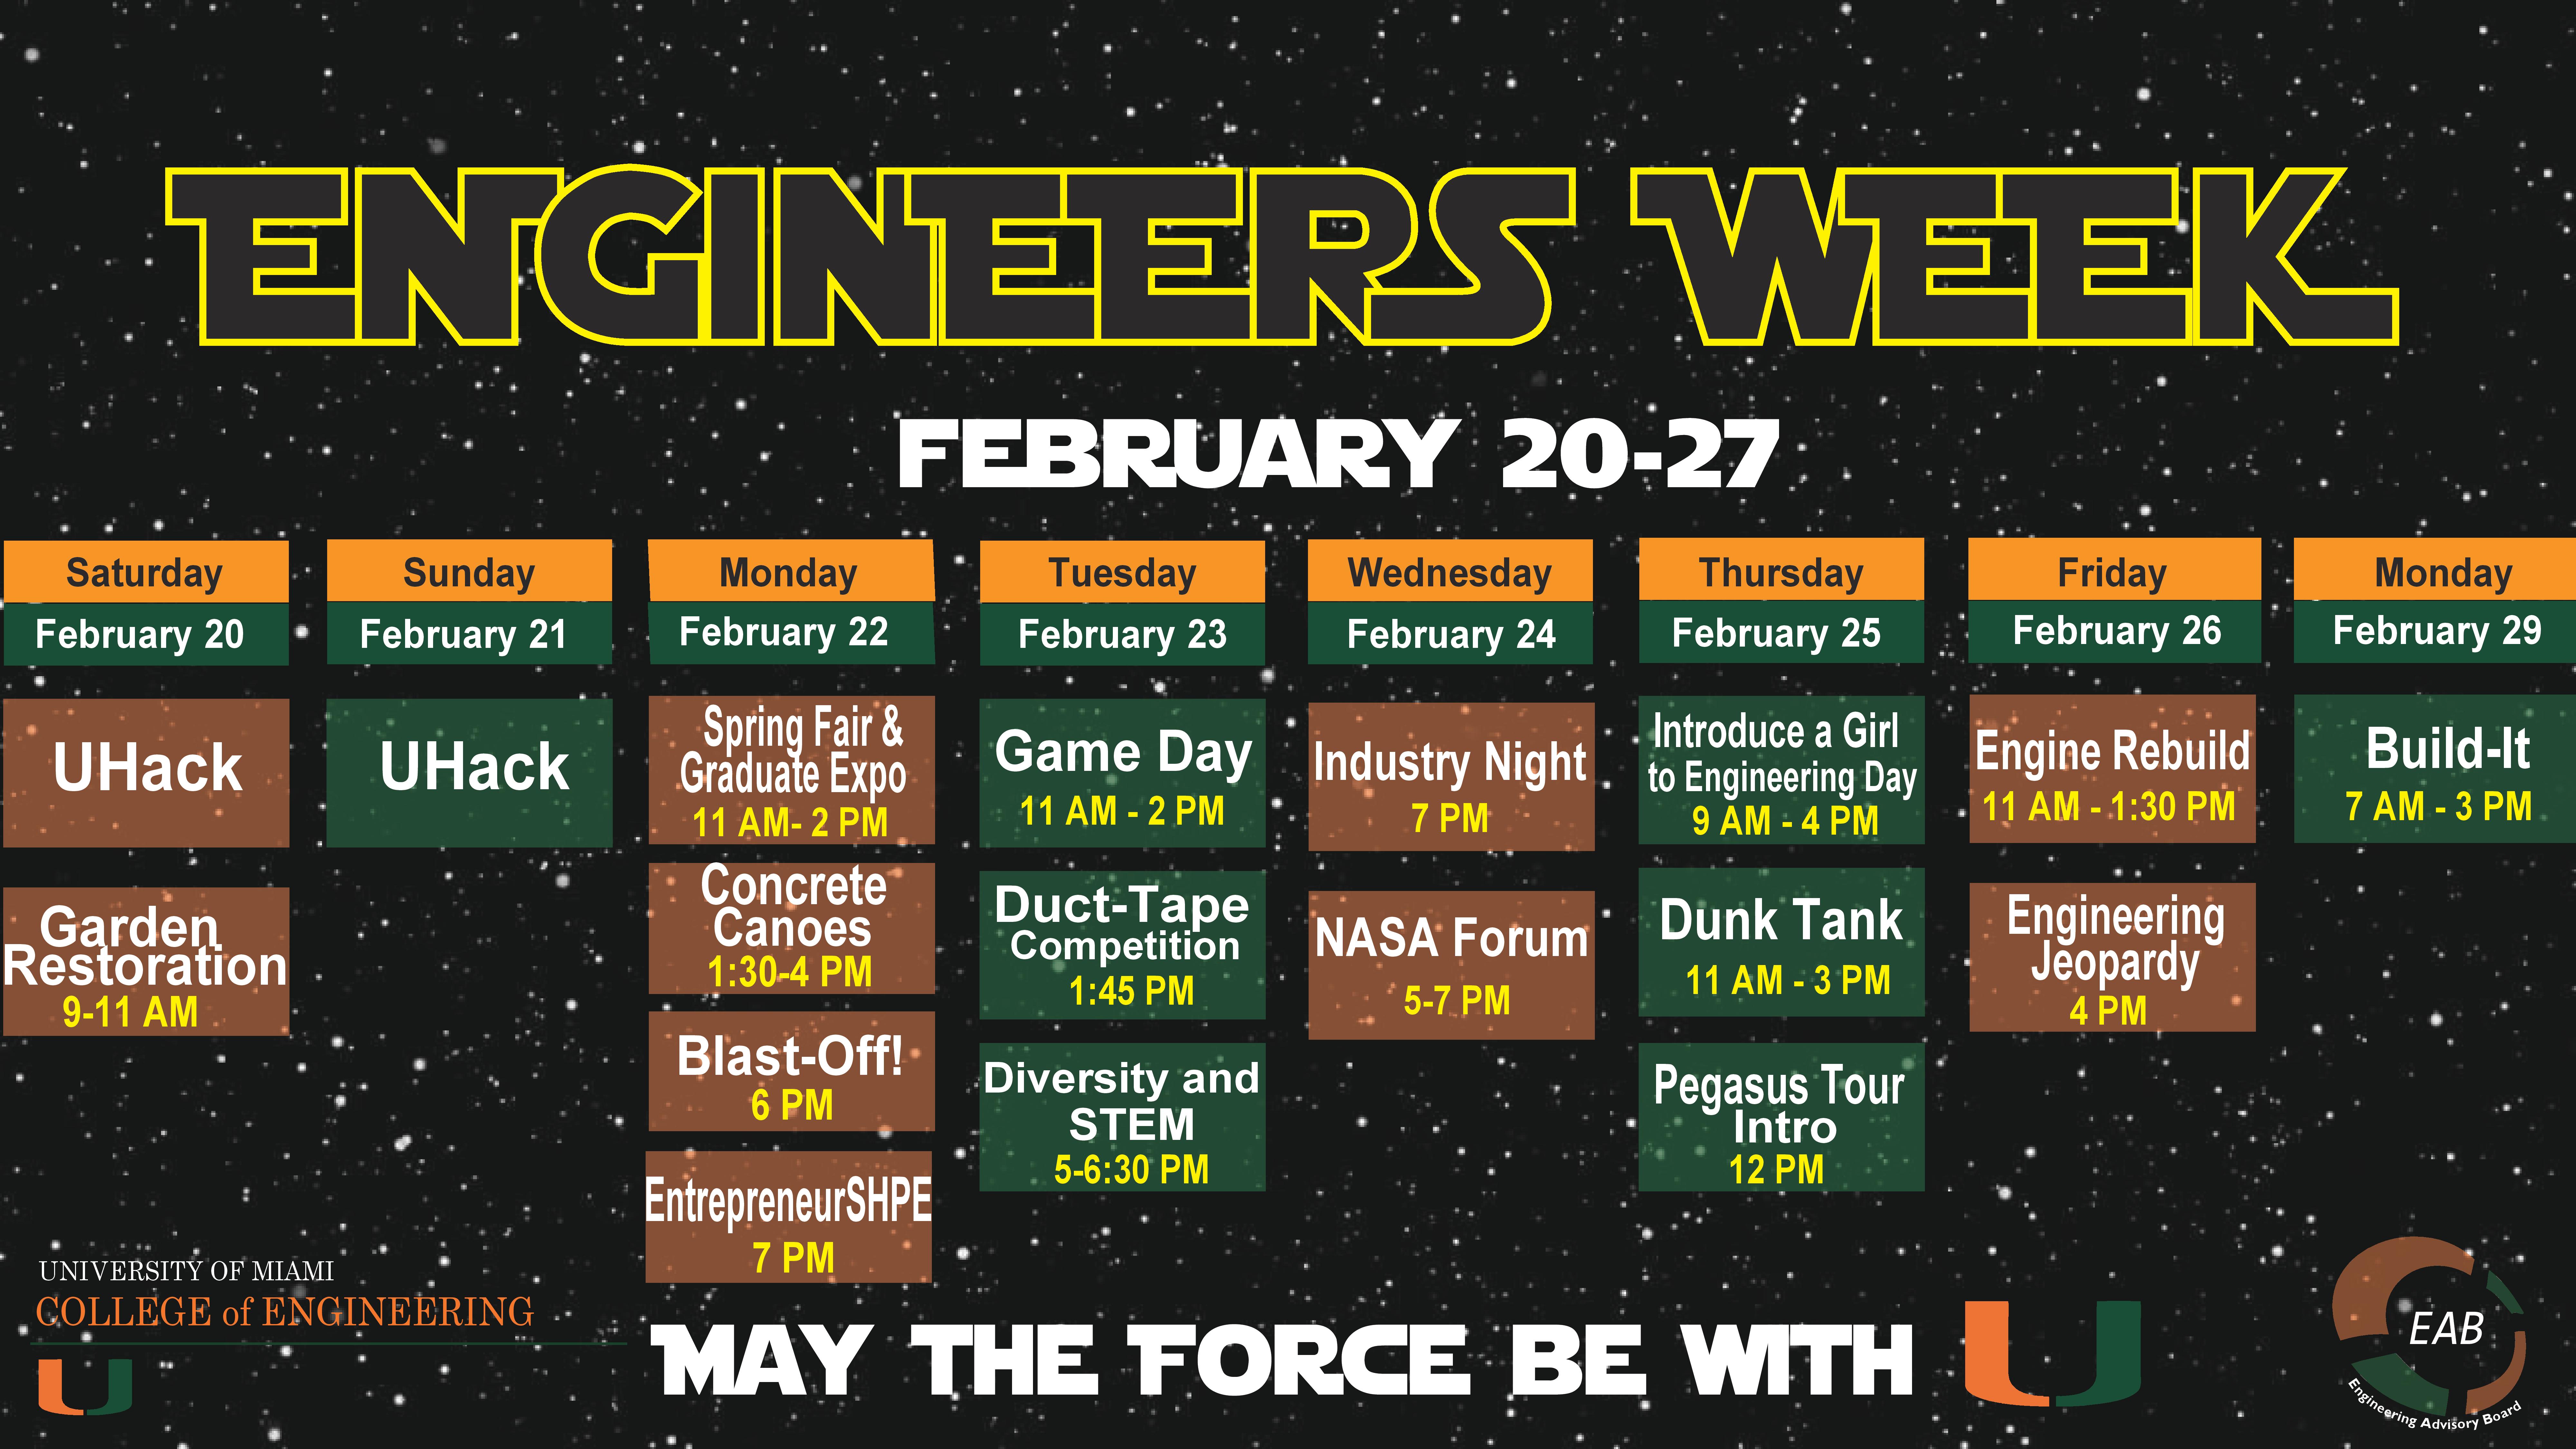 ENGINEERS WEEK
FEBRUARY 20-27
Saturday
February 20
UHack
Garden
Restoration
9-11 AM
Sunday
February 21
UHack
Monday
February 22
Spring Fair &
Graduate Expo
11 AM- 2 PM
Concrete
Canoes
1:30-4 PM
Blast-Off!
6 PM
EntrepreneurSHPE
7 PM
Tuesday
February 23
Game Day
11 AM - 2 PM
Duct-Tape
Competition
1:45 PM
Diversity and
STEM
5-6:30 PM
Wednesday
February 24
Industry Night
7 PM
NASA Forum
5-7 PM
Thursday
February 25
Introduce a Girl
to Engineering Day
9 AM - 4 PM
Dunk Tank
11 AM - 3 PM
Pegasus Tour
Intro
12 PM
Friday
February 26
Engine Rebuild
11 AM - 1:30 PM
Engineering
Jeopardy
4 PM
Monday
February 29
Build-It
7 AM - 3 PM
UNIVERSITY OF MIAMI
COLLEGE of ENGINEERING
U
MAY THE FORCE BE WITH U
EAB
Engineering Advisory Board